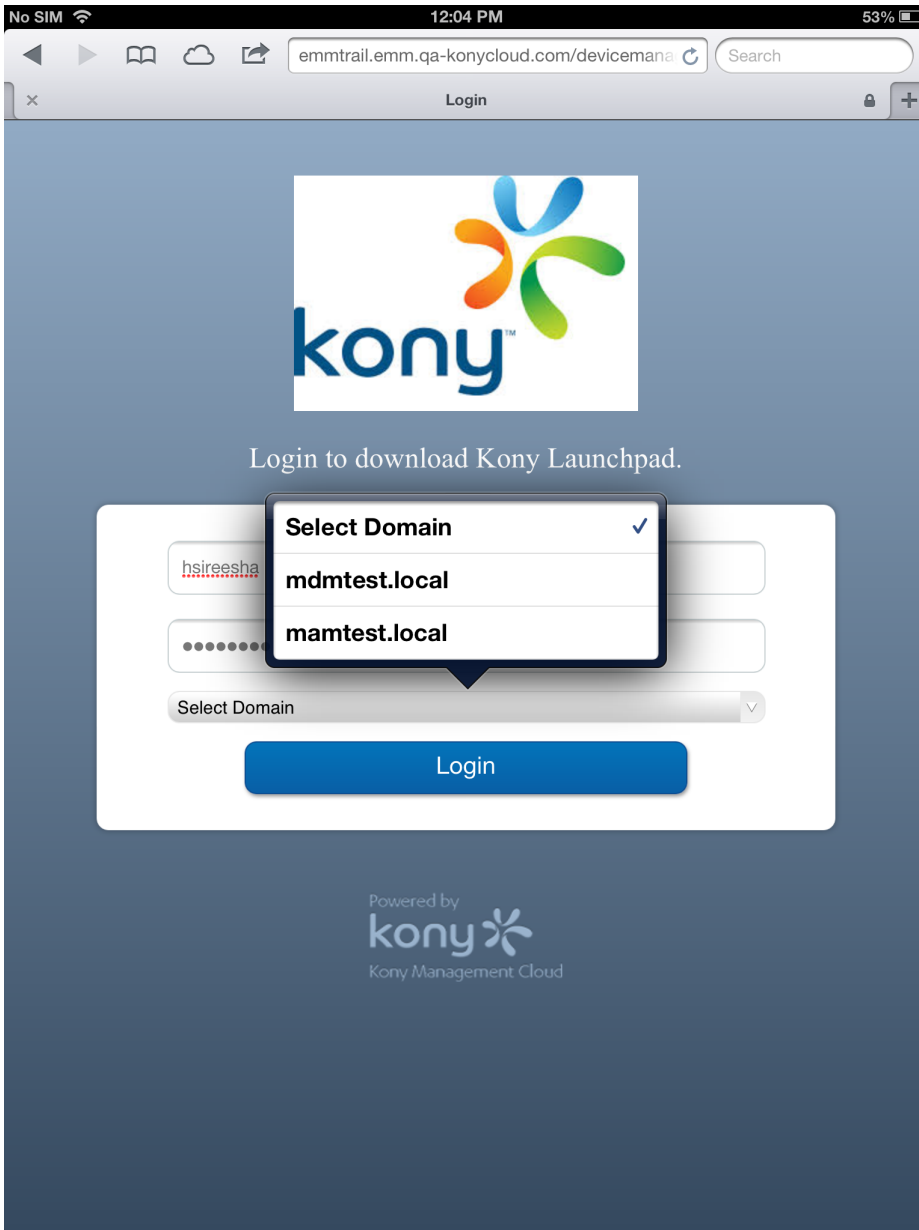 No SIM 12:04 PM 53%
emmtrail.emm.qa-konycloud.com/devicemana Search
Login
kony™
Login to download Kony Launchpad.
Select Domain
mdmtest.local
mamtest.local
hsireesha
Select Domain
Login
Powered by
kony
Kony Management Cloud